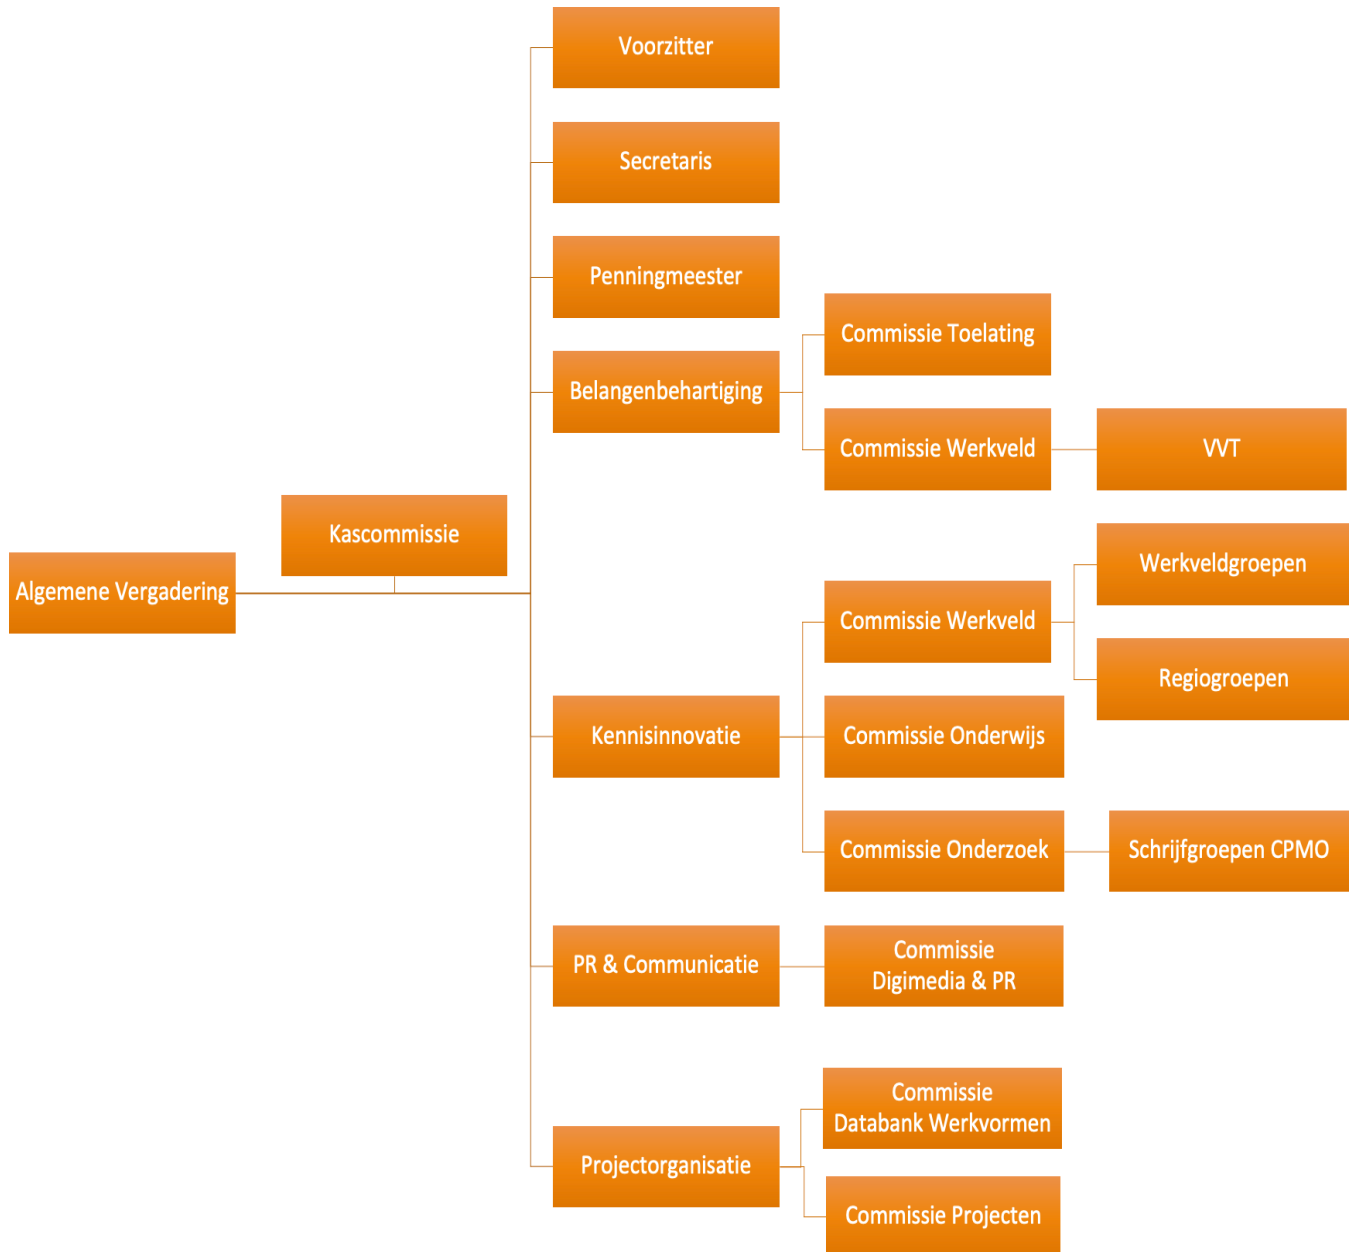 Voorzitter
Secretaris
Penningmeester
Commissie Toelating
Belangenbehartiging
Commissie Werkveld
VVT
Kascommissie
Algemene Vergadering
Werkveldgroepen
Commissie Werkveld
Regiogroepen
Kennisinnovatie
Commissie Onderwijs
Commissie Onderzoek
Schrijfgroepen CPMO
PR & Communicatie
Commissie
Digimedia & PR
Commissie
Databank Werkvormen
Projectorganisatie
Commissie Projecten